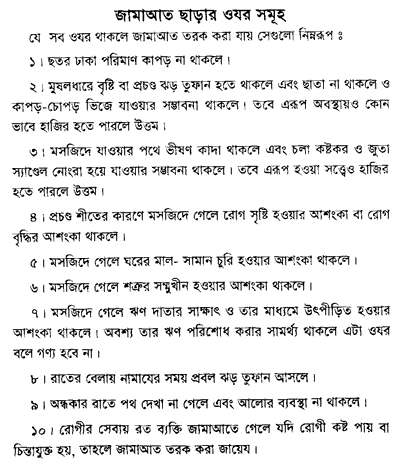 জামাআত ছাড়ার ওযর সমূহ
যে সব ওযর থাকলে জামাআত তরক করা যায় সেগুলো নিম্নরূপ ঃ
১। ছতর ঢাকা পরিমাণ কাপড় না থাকলে।
২। মুষলধারে বৃষ্টি বা প্রচণ্ড ঝড় তুফান হতে থাকলে এবং ছাতা না থাকলে ও
কাপড়-চোপড় ভিজে যাওয়ার সম্ভাবনা থাকলে। তবে এরূপ অবস্থায়ও কোন
ভাবে হাজির হতে পারলে উত্তম।
৩। মসজিদে যাওয়ার পথে ভীষণ কাদা থাকলে এবং চলা কষ্টকর ও জুতা
স্যাণ্ডেল নোংরা হয়ে যাওয়ার সম্ভাবনা থাকলে। তবে এরূপ হওয়া সত্ত্বেও হাজির
হতে পারলে উত্তম।
৪। প্রচণ্ড শীতের কারণে মসজিদে গেলে রোগ সৃষ্টি হওয়ার আশংকা বা রোগ
বৃদ্ধির আশংকা থাকলে।
৫। মসজিদে গেলে ঘরের মাল- সামান চুরি হওয়ার আশংকা থাকলে।
৬। মসজিদে গেলে শত্রুর সম্মুখীন হওয়ার আশংকা থাকলে।
৭। মসজিদে গেলে ঋণ দাতার সাক্ষাৎ ও তার মাধ্যমে উৎপীড়িত হওয়ার
আশংকা থাকলে। অবশ্য তার ঋণ পরিশোধ করার সামর্থ্য থাকলে এটা ওযর
বলে গণ্য হবে না।
৮। রাতের বেলায় নামাযের সময় প্রবল ঝড় তুফান আসলে।
৯। অন্ধকার রাতে পথ দেখা না গেলে এবং আলোর ব্যবস্থা না থাকলে।
১০। রোগীর সেবায় রত ব্যক্তি জামাআতে গেলে যদি রোগী কষ্ট পায় বা
চিন্তাযুক্ত হয়, তাহলে জামাআত তরক করা জায়েয।